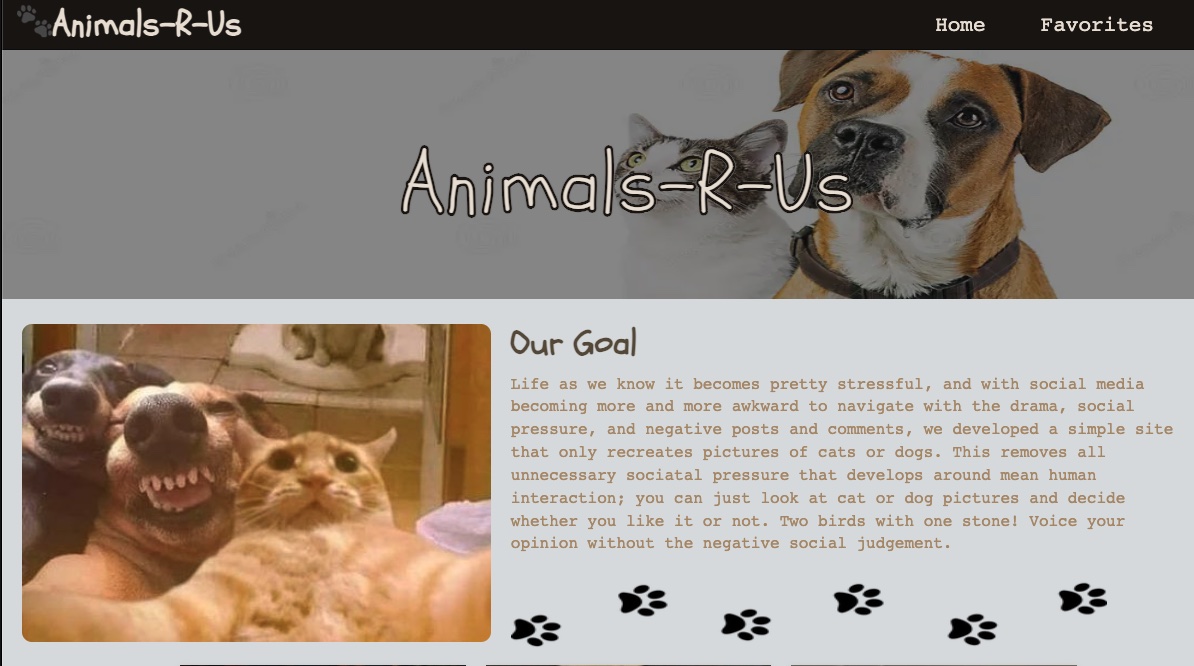 Animals-R-Us
Home
Favorites
Animals-R-Us
Our Goal
Life as we know it becomes pretty stressful, and with social media
becoming more and more awkward to navigate with the drama, social
pressure, and negative posts and comments, we developed a simple site
that only recreates pictures of cats or dogs. This removes all
unnecessary sociatal pressure that develops around mean human
interaction; you can just look at cat or dog pictures and decide
whether you like it or not. Two birds with one stone! Voice your
opinion without the negative social judgement.